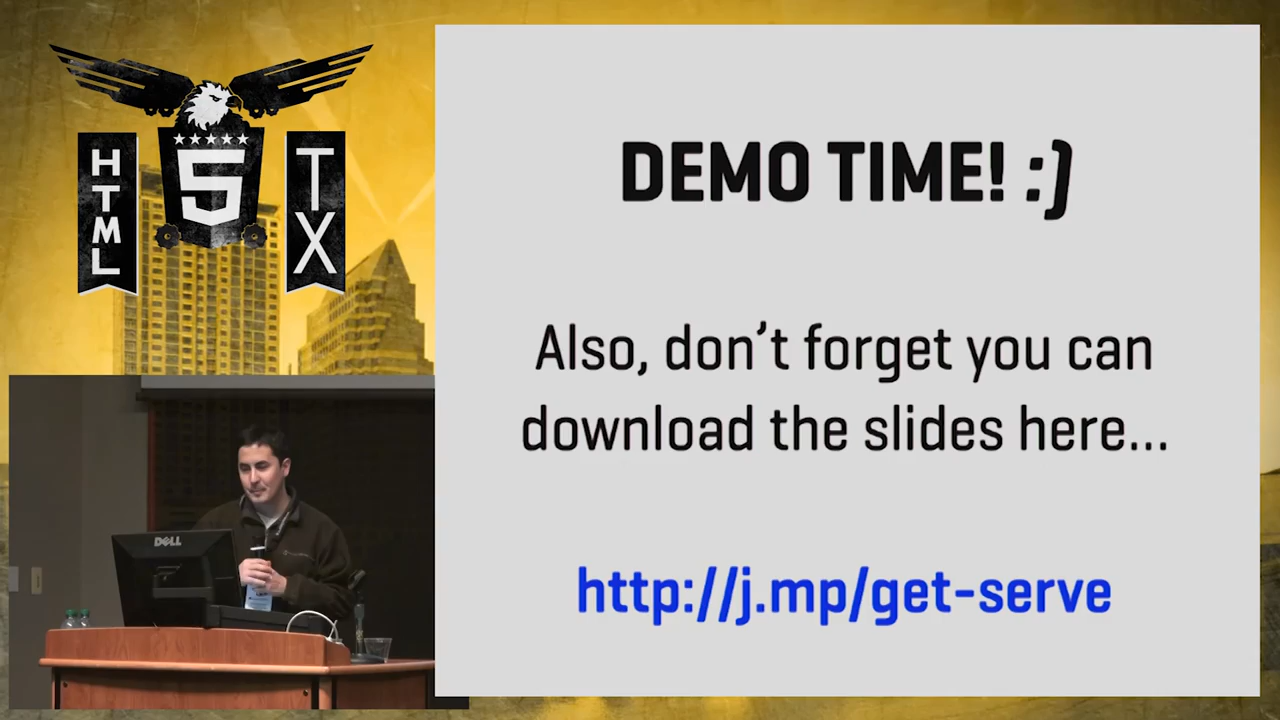 HTML
5
TX
DEMO TIME! :)
Also, don't forget you can
download the slides here...
http://j.mp/get-serve
DELL